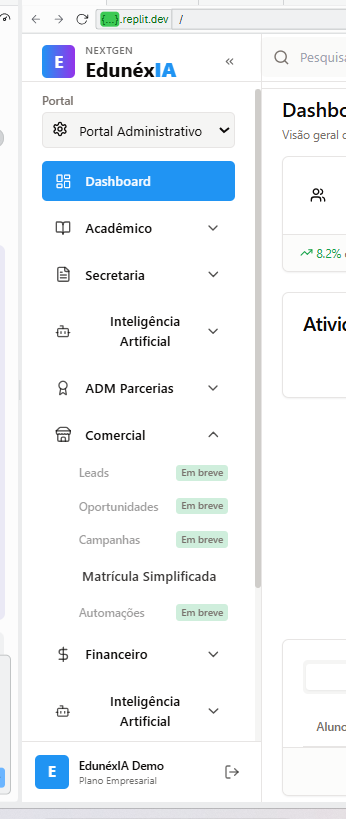 {...}.replit.dev /
E
NEXTGEN
EdunéxIA
«
Pesquisa
Portal
Portal Administrativo
Dashboard
Acadêmico
Secretaria
Inteligência
Artificial
ADM Parcerias
Comercial
Leads Em breve
Oportunidades Em breve
Campanhas Em breve
Matrícula Simplificada
Automações Em breve
Financeiro
Inteligência
Artificial
E
EdunéxIA Demo
Plano Empresarial
Dashbo
Visão geral d
8.2%
Ativid
Aluno